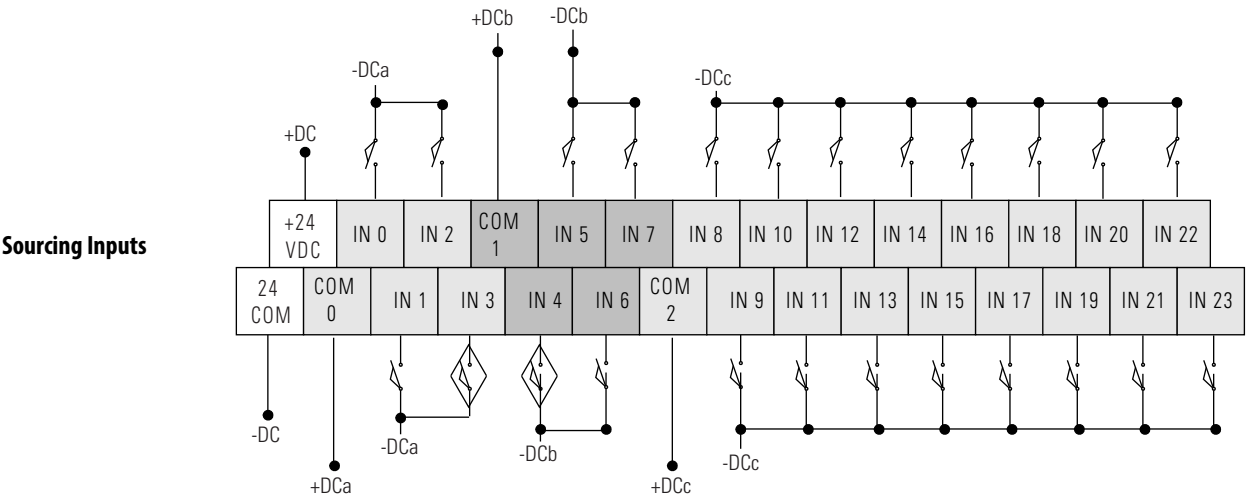 +DCb
-DCb
-DCa
-DCc
+DC
Sourcing Inputs
+24 VDC
IN 0
IN 2
COM 1
IN 5
IN 7
IN 8
IN 10
IN 12
IN 14
IN 16
IN 18
IN 20
IN 22
24 COM
COM 0
IN 1
IN 3
IN 4
IN 6
COM 2
IN 9
IN 11
IN 13
IN 15
IN 17
IN 19
IN 21
IN 23
-DC
-DCa
-DCb
-DCc
+DCa
+DCc